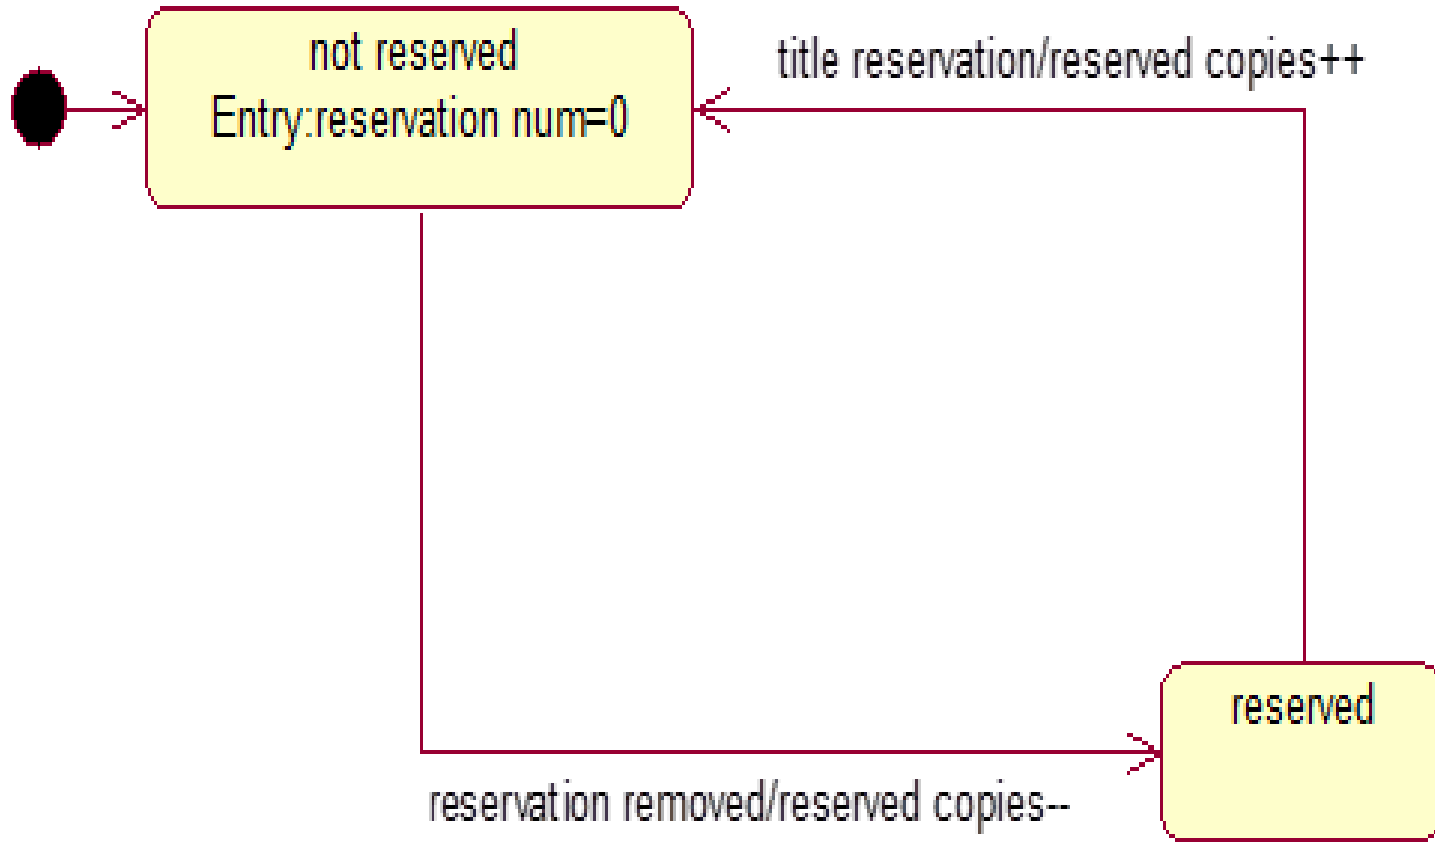 not reserved
Entry:reservation num=0
title reservation/reserved copies++
reserved
reservation removed/reserved copies--